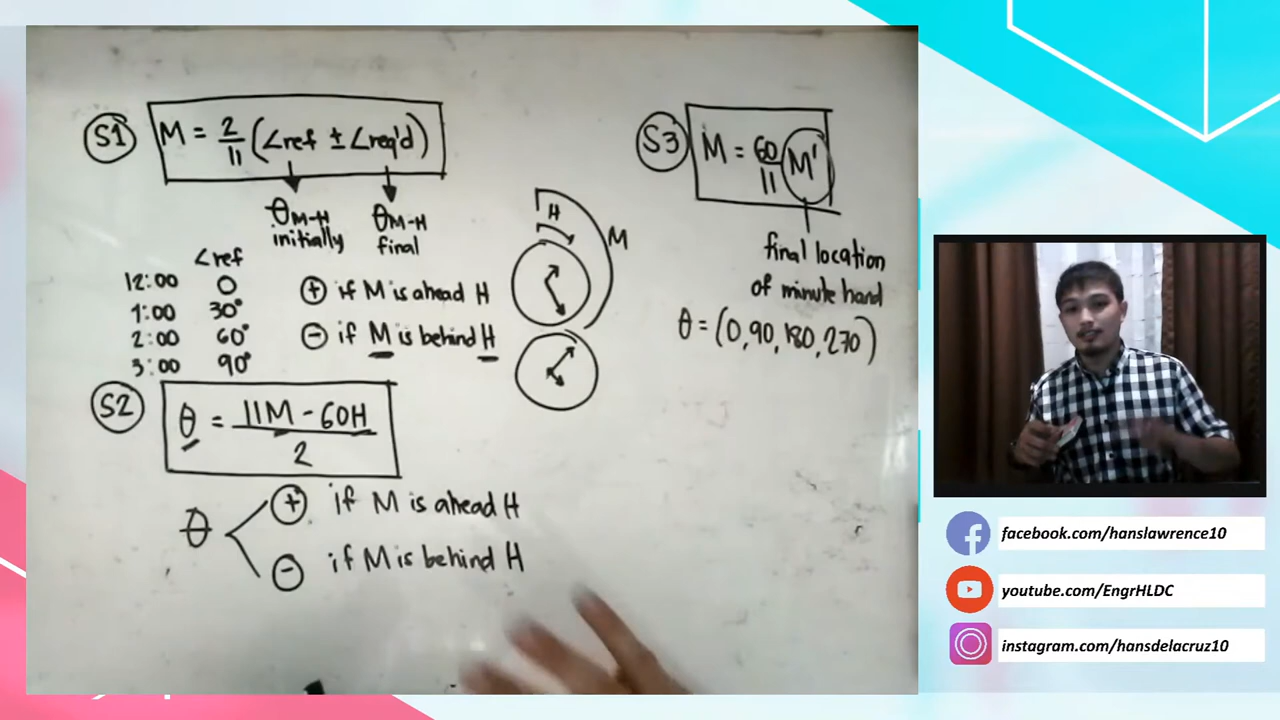 S1 M = 2/11 (∠ref ± ∠req'd)
θM-H initially
θM-H final
∠ref
12:00 0
1:00 30°
2:00 60°
3:00 90°
+ if M is ahead H
- if M is behind H
H
M
S2 θ = 11M - 60H / 2
θ
+ if M is ahead H
- if M is behind H
S3 M = 60/11 M'
final location
of minute hand
θ = (0, 90, 180, 270)
facebook.com/hanslawrence10
youtube.com/EngrHLDC
instagram.com/hansdelacruz10